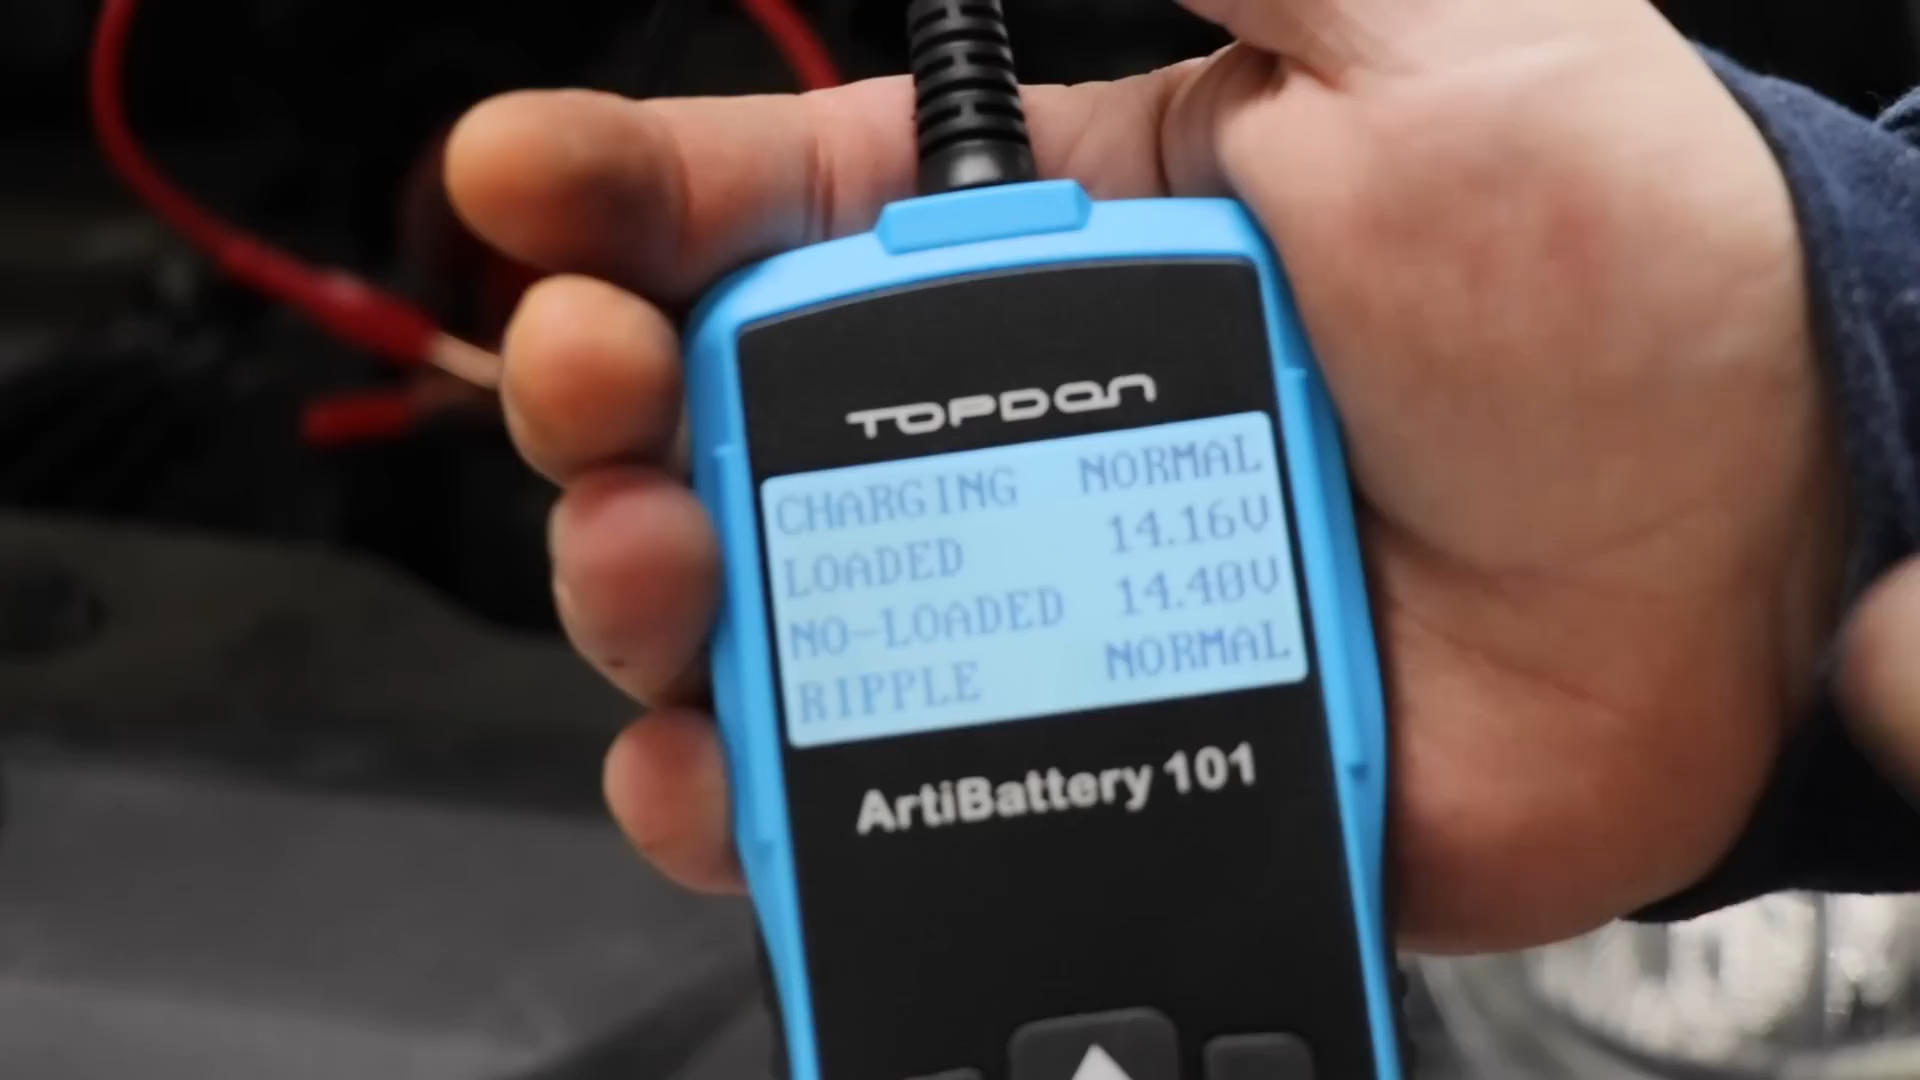 TOPDON
CHARGING NORMAL
LOADED 14.16V
NO-LOADED 14.40V
RIPPLE NORMAL
ArtiBattery 101